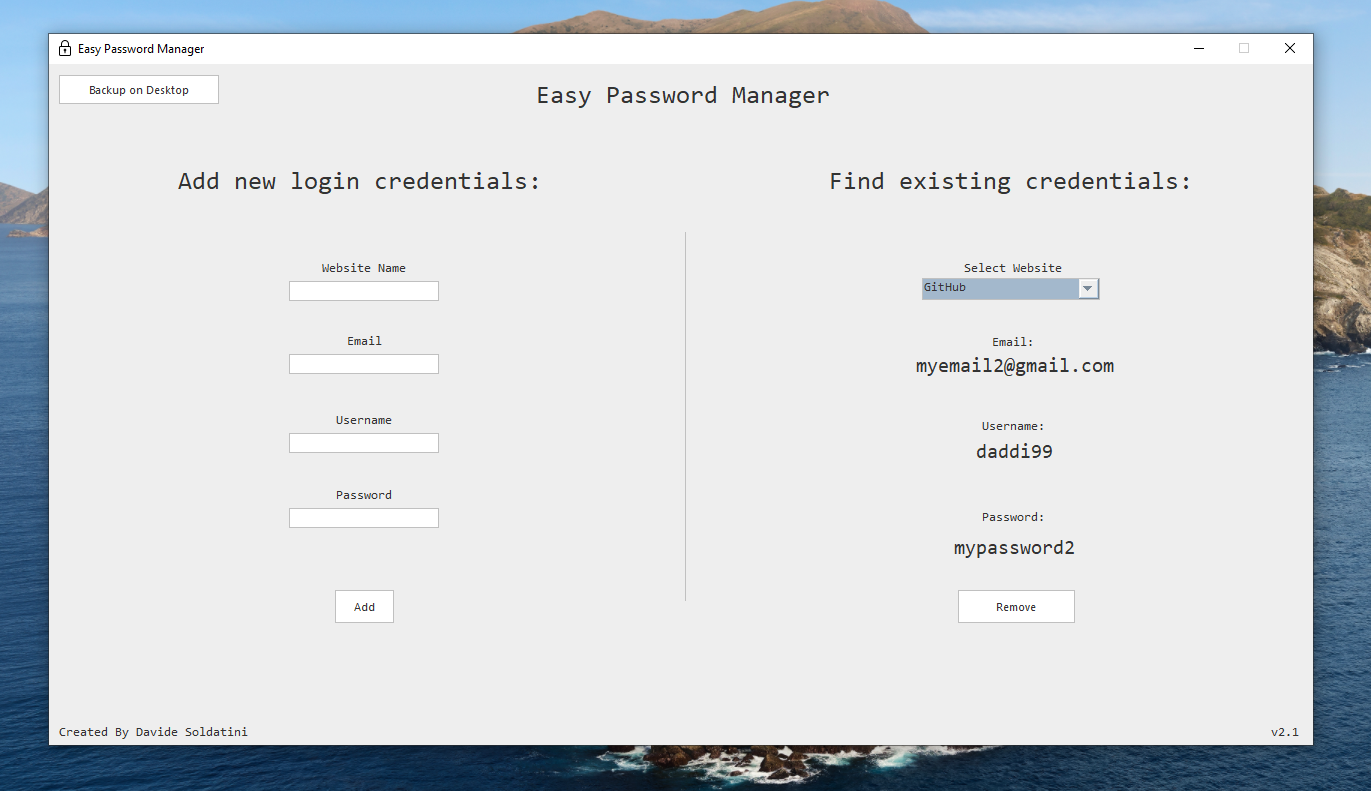 Easy Password Manager
Backup on Desktop
Easy Password Manager
Add new login credentials:
Website Name
Email
Username
Password
Add
Find existing credentials:
Select Website
GitHub
Email:
myemail2@gmail.com
Username:
daddi99
Password:
mypassword2
Remove
Created By Davide Soldatini
v2.1